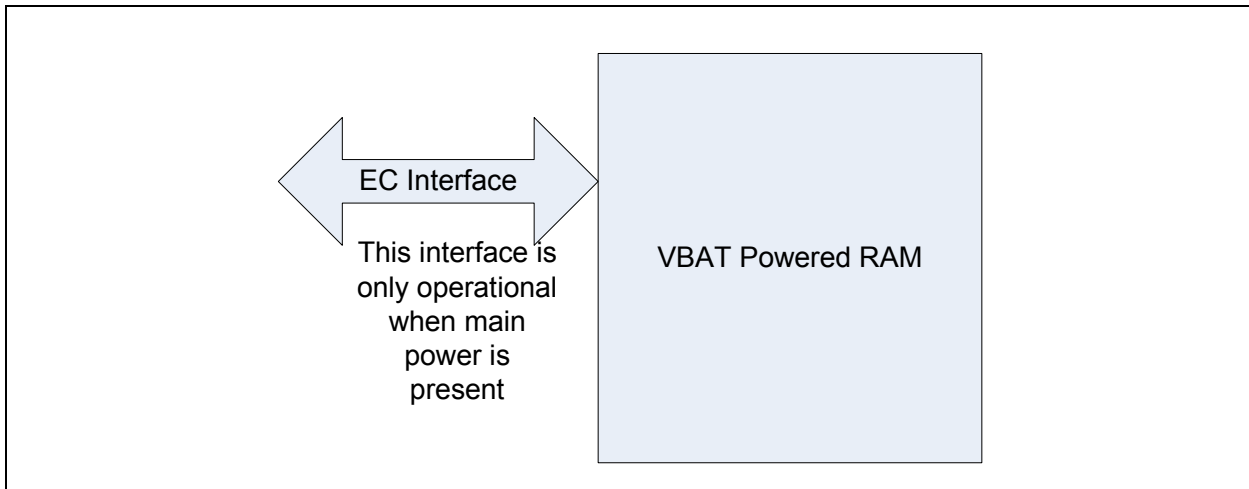 EC Interface
This interface is
only operational
when main
power is
present
VBAT Powered RAM